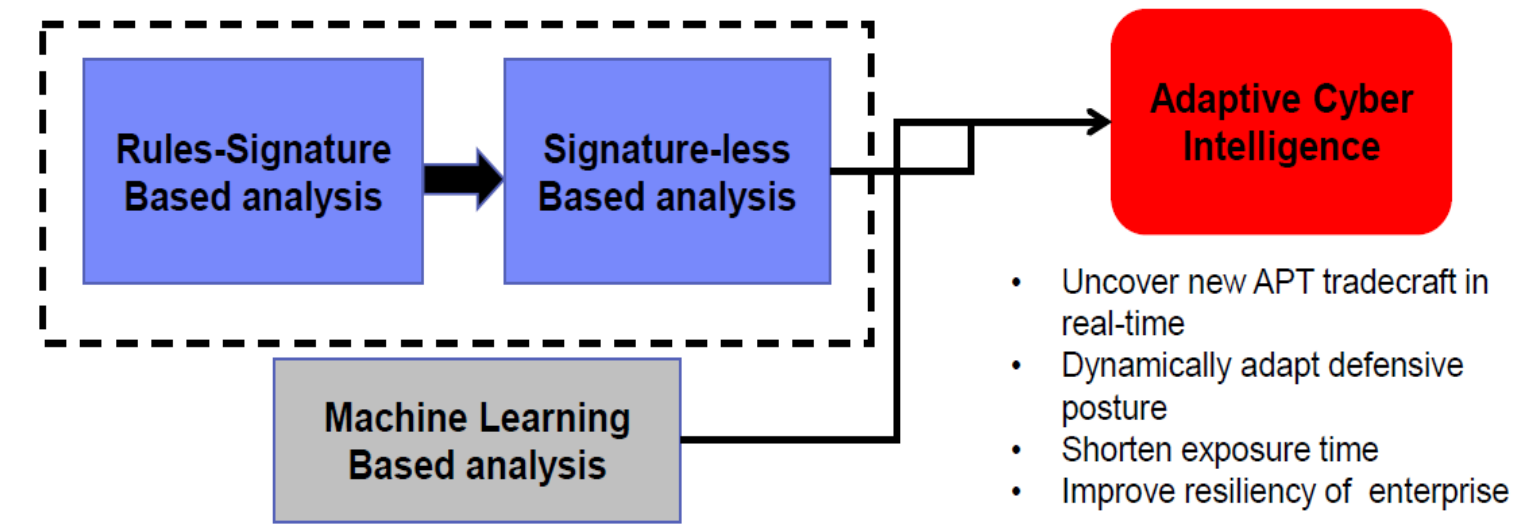 Rules-Signature
Based analysis
Signature-less
Based analysis
Adaptive Cyber
Intelligence
Machine Learning
Based analysis
• Uncover new APT tradecraft in
real-time
• Dynamically adapt defensive
posture
• Shorten exposure time
• Improve resiliency of enterprise